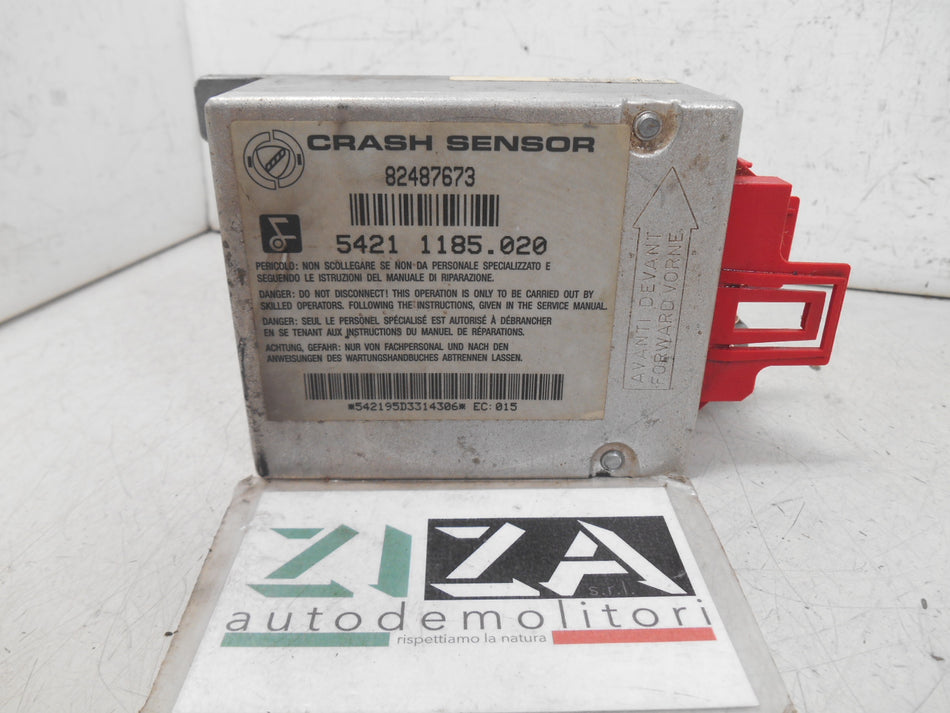 CRASH SENSOR
82487673
5421 1185.020
PERICOLO: NON SCOLLEGARE SE NON DA PERSONALE SPECIALIZZATO E
SEGUENDO LE ISTRUZIONI DEL MANUALE DI RIPARAZIONE.
DANGER: DO NOT DISCONNECT! THIS OPERATION IS ONLY TO BE CARRIED OUT BY
SKILLED OPERATORS. FOLLOWING THE INSTRUCTIONS, GIVEN IN THE SERVICE MANUAL.
DANGER: SEUL LE PERSONEL SPÉCIALISÉ EST AUTORISÉ À DÉBRANCHER
EN SE TENANT AUX INSTRUCTIONS DU MANUEL DE RÉPARATIONS.
ACHTUNG, GEFAHR: NUR VON FACHPERSONAL UND NACH DEN
ANWEISUNGEN DES WARTUNGSHANDBUCHES ABTRENNEN LASSEN.
*542195D3314306* EC:015
AVANTI DEVANT
FORWARD VORNE
ZIZA
s.r.l.
autodemolitori
rispettiamo la natura